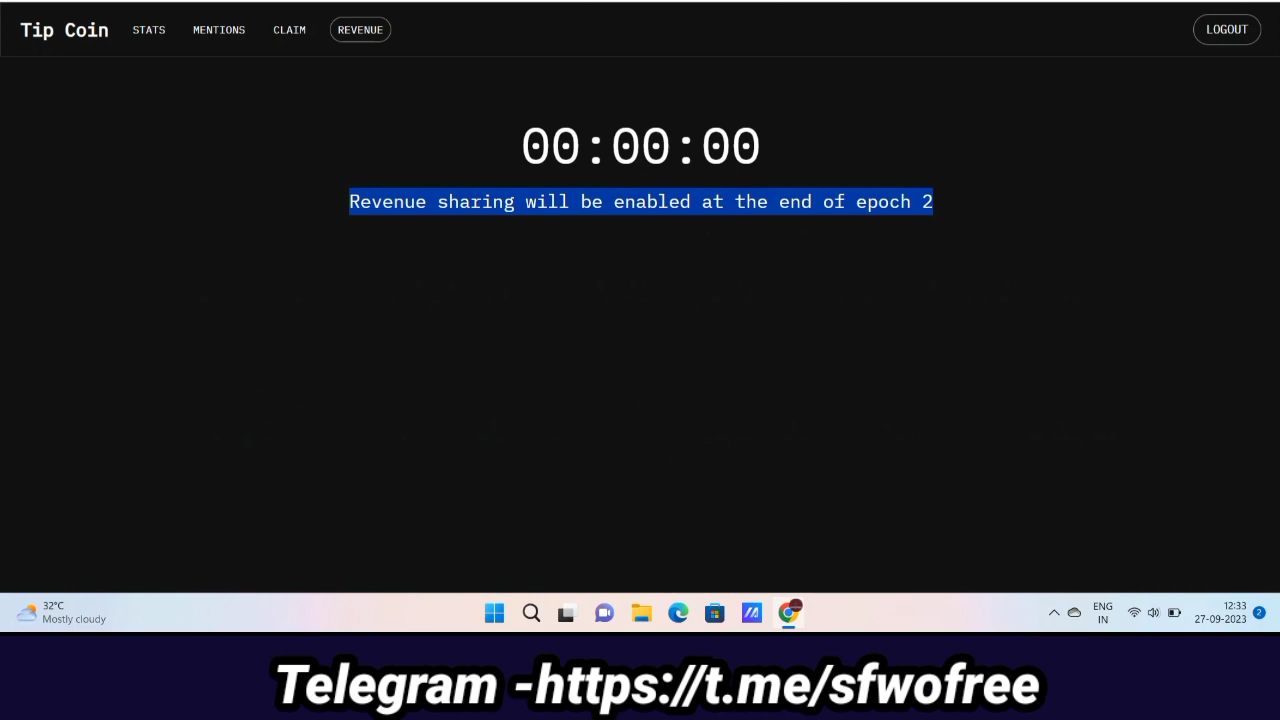 Tip Coin STATS MENTIONS CLAIM REVENUE LOGOUT
00:00:00
Revenue sharing will be enabled at the end of epoch 2
32°C
Mostly cloudy
ENG
IN
12:33
27-09-2023
2
Telegram -https://t.me/sfwofree